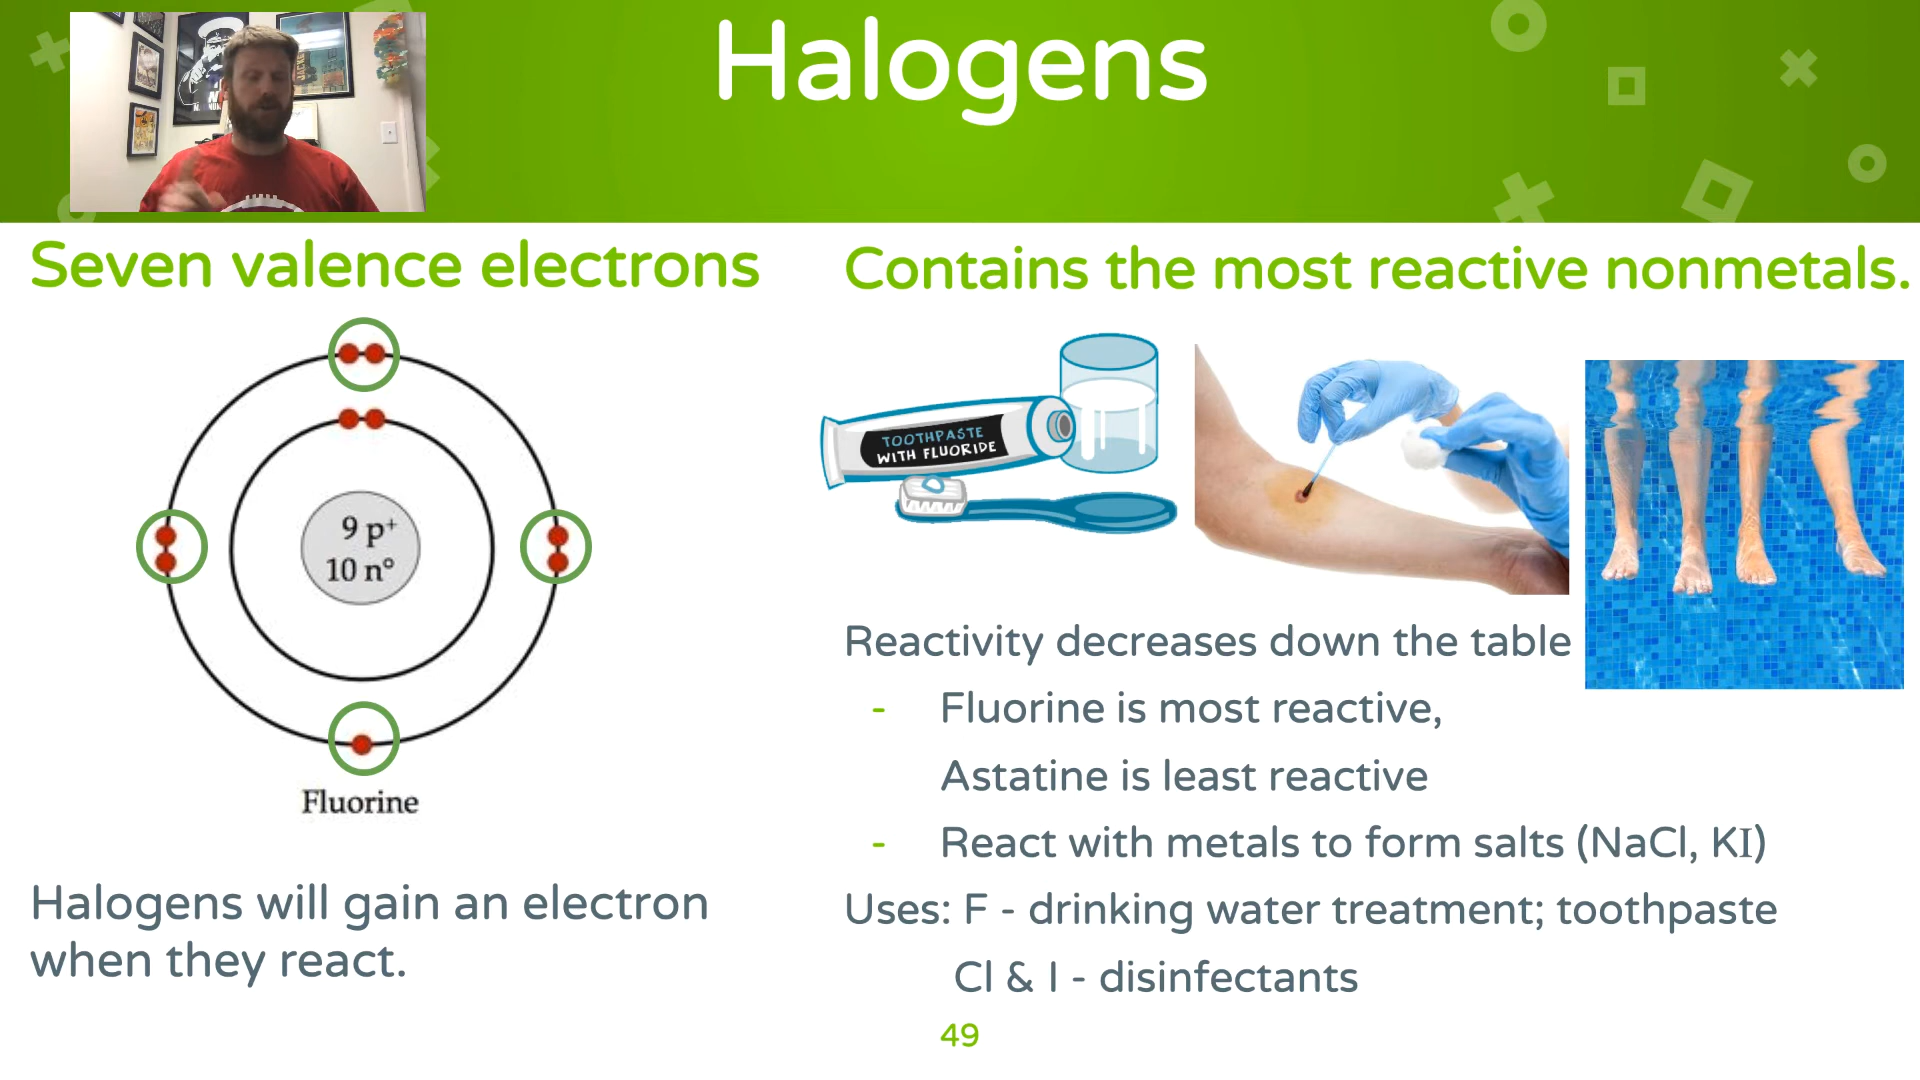 Halogens
Seven valence electrons
9 p⁺
10 n°
Fluorine
Halogens will gain an electron
when they react.
Contains the most reactive nonmetals.
TOOTHPASTE
WITH FLUORIDE
Reactivity decreases down the table
- Fluorine is most reactive,
Astatine is least reactive
- React with metals to form salts (NaCl, KI)
Uses: F - drinking water treatment; toothpaste
Cl & I - disinfectants
49